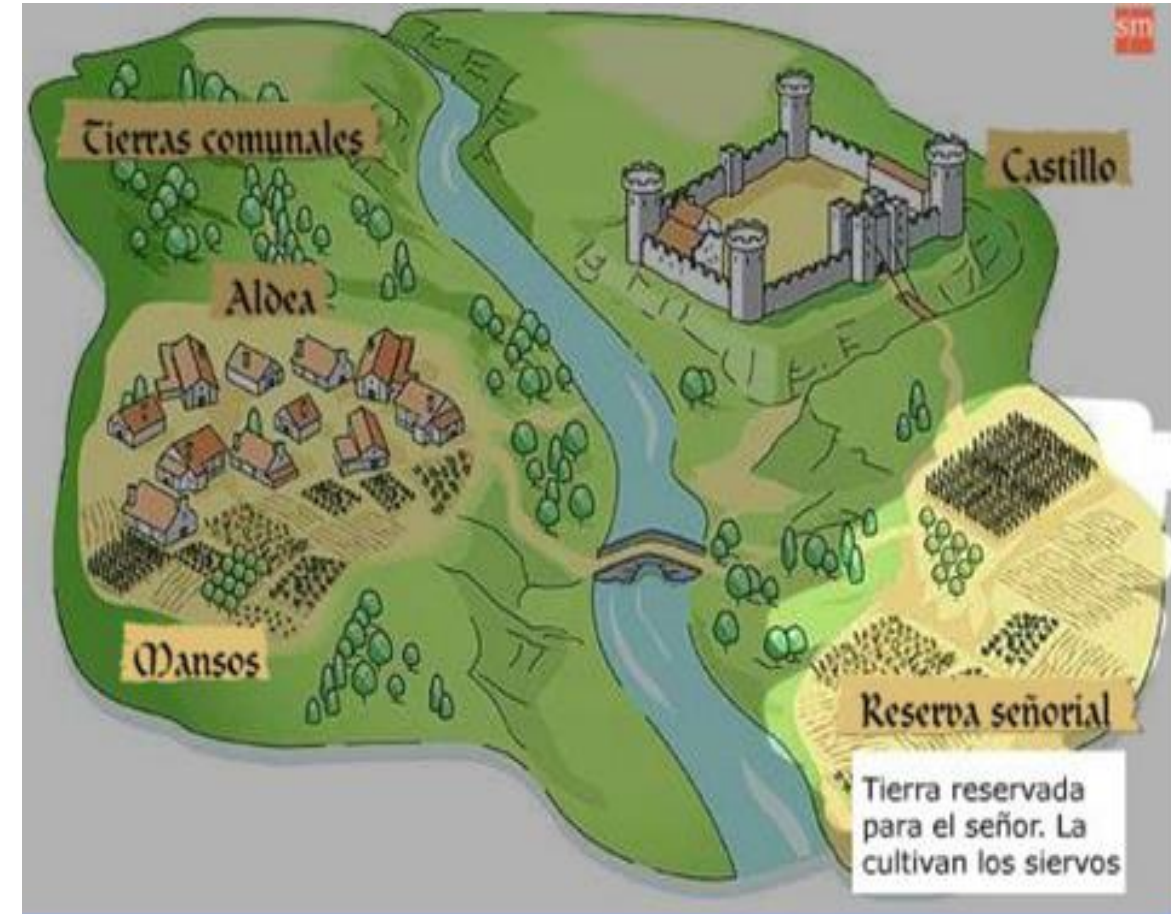 sm
Tierras comunales
Castillo
Aldea
Mansos
Reserva señorial
Tierra reservada
para el señor. La
cultivan los siervos